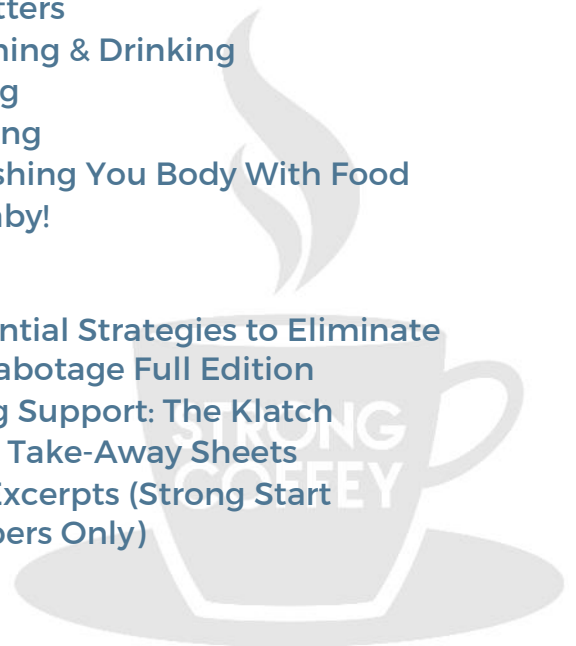 tters
ning & Drinking
g
ng
shing You Body With Food
aby!
ntial Strategies to Eliminate
abotage Full Edition
g Support: The Klatch
Take-Away Sheets
Excerpts (Strong Start
bers Only)
STRONG
COFFEY